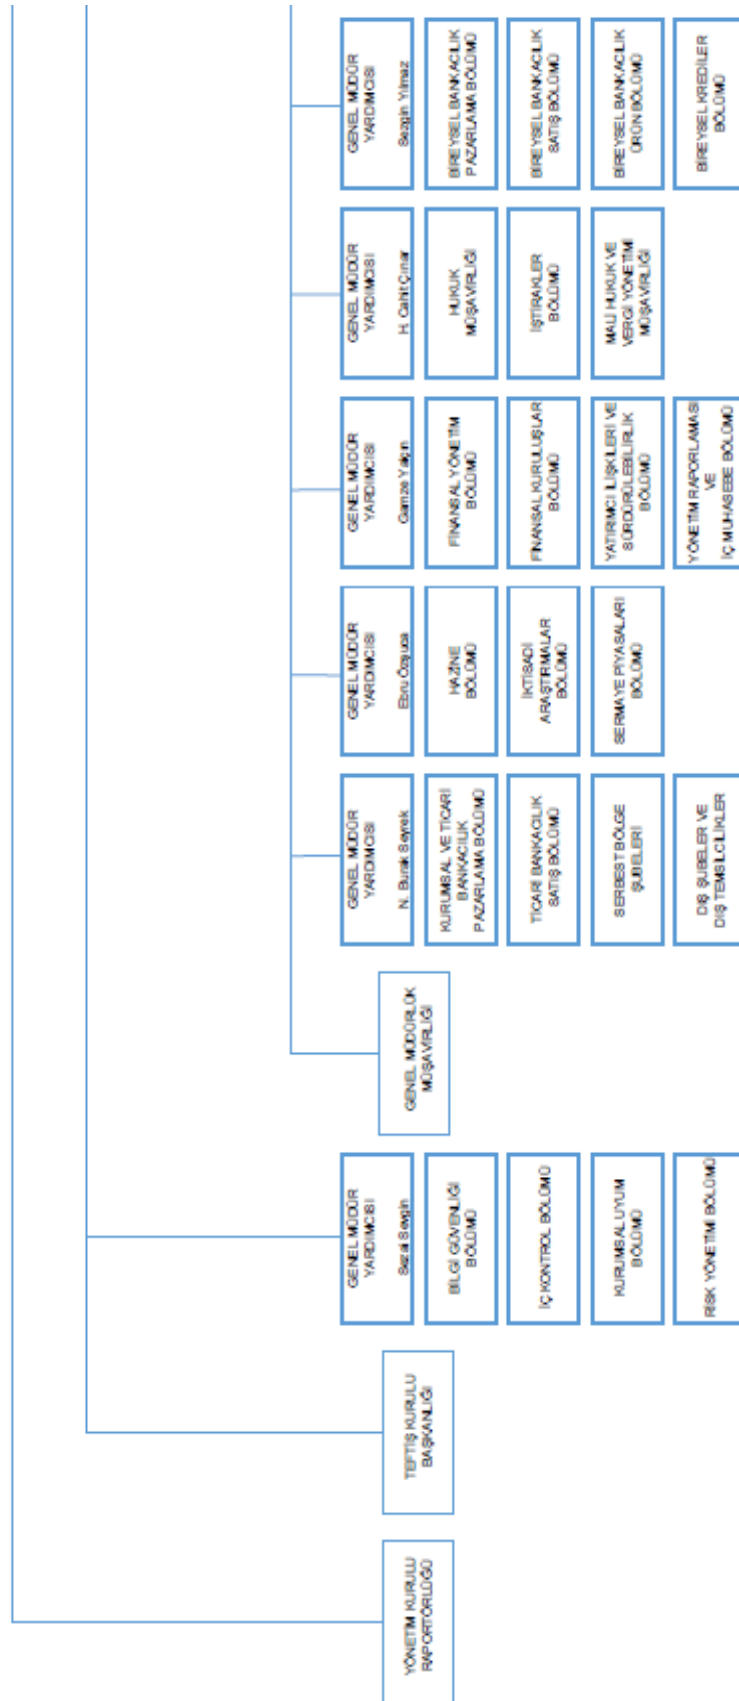 YÖNETİM KURULU
RAPORTÖRLÜĞÜ
TEFTİŞ KURULU
BAŞKANLIĞI
GENEL MÜDÜR
YARDIMCISI
Sezai Sevgin
BİLGİ GÜVENLİĞİ
BÖLÜMÜ
İÇ KONTROL BÖLÜMÜ
KURUMSAL UYUM
BÖLÜMÜ
RİSK YÖNETİMİ BÖLÜMÜ
GENEL MÜDÜRLÜK
MÜŞAVİRLİĞİ
GENEL MÜDÜR
YARDIMCISI
N. Burak Seyrek
KURUMSAL VE TİCARİ
BANKACILIK
PAZARLAMA BÖLÜMÜ
TİCARİ BANKACILIK
SATIŞ BÖLÜMÜ
SERBEST BÖLGE
ŞUBELERİ
DIŞ ŞUBELER VE
DIŞ TEMSİLCİLİKLER
GENEL MÜDÜR
YARDIMCISI
Ebru Özşuca
HAZİNE
BÖLÜMÜ
İKTİSADİ
ARAŞTIRMALAR
BÖLÜMÜ
SERMAYE PİYASALARI
BÖLÜMÜ
GENEL MÜDÜR
YARDIMCISI
Gamze Yalçın
FİNANSAL YÖNETİM
BÖLÜMÜ
FİNANSAL KURULUŞLAR
BÖLÜMÜ
YATIRIMCI İLİŞKİLERİ VE
SÜRDÜRÜLEBİLİRLİK
BÖLÜMÜ
YÖNETİM RAPORLAMASI
VE
İÇ MUHASEBE BÖLÜMÜ
GENEL MÜDÜR
YARDIMCISI
H. Cahit Çınar
HUKUK
MÜŞAVİRLİĞİ
İŞTİRAKLER
BÖLÜMÜ
MALİ HUKUK VE
VERGİ YÖNETİMİ
MÜŞAVİRLİĞİ
GENEL MÜDÜR
YARDIMCISI
Sezgin Yılmaz
BİREYSEL BANKACILIK
PAZARLAMA BÖLÜMÜ
BİREYSEL BANKACILIK
SATIŞ BÖLÜMÜ
BİREYSEL BANKACILIK
ÜRÜN BÖLÜMÜ
BİREYSEL KREDİLER
BÖLÜMÜ